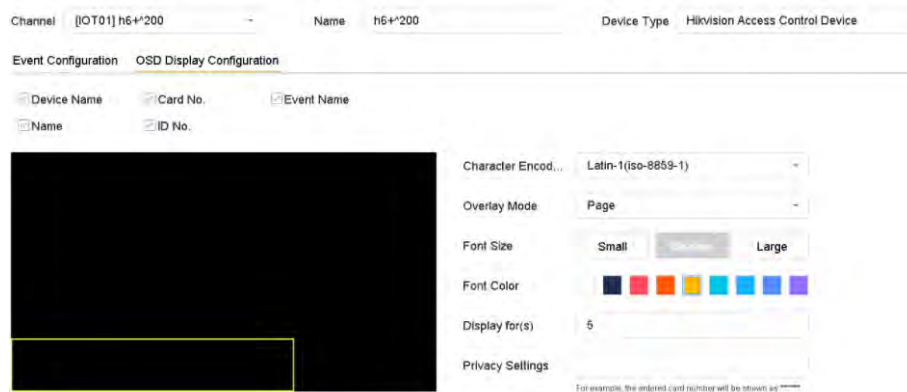 Channel [IOT01] h6+^200 Name h6+^200 Device Type Hikvision Access Control Device
Event Configuration OSD Display Configuration
Device Name Card No. Event Name
Name ID No.
Character Encod... Latin-1(iso-8859-1)
Overlay Mode Page
Font Size Small Large
Font Color
Display for(s) 5
Privacy Settings
For example, the entered card number will be shown as ******